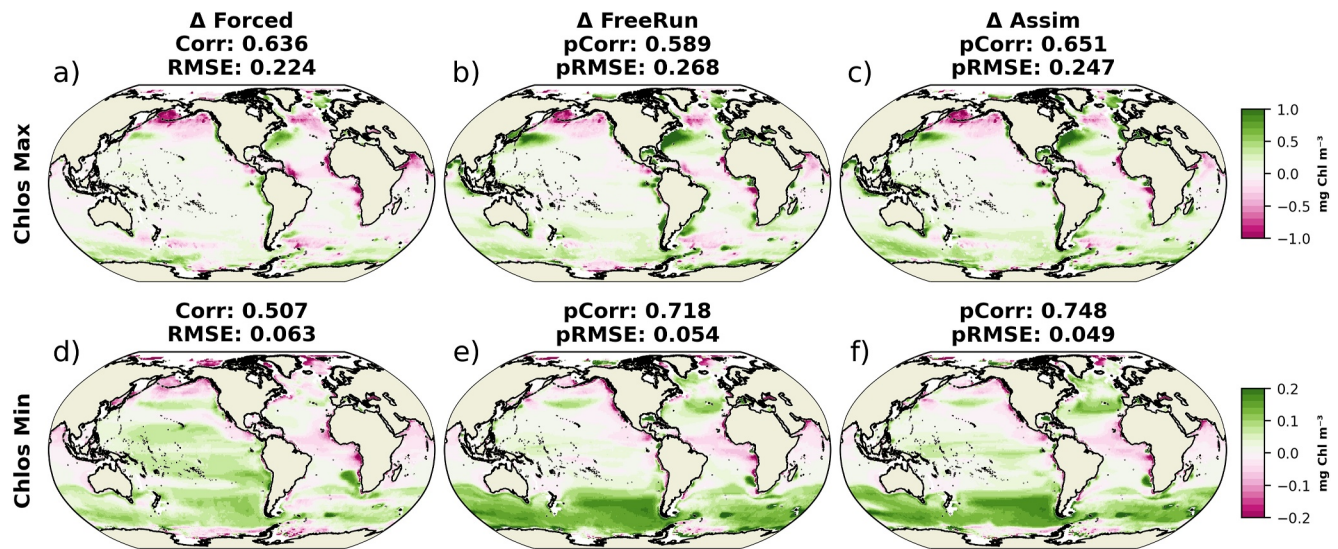 Δ Forced
Corr: 0.636
RMSE: 0.224
Δ FreeRun
pCorr: 0.589
pRMSE: 0.268
Δ Assim
pCorr: 0.651
pRMSE: 0.247
a)
b)
c)
Chlos Max
1.0
0.5
0.0
−0.5
−1.0
mg Chl m⁻³
Corr: 0.507
RMSE: 0.063
pCorr: 0.718
pRMSE: 0.054
pCorr: 0.748
pRMSE: 0.049
d)
e)
f)
Chlos Min
0.2
0.1
0.0
−0.1
−0.2
mg Chl m⁻³